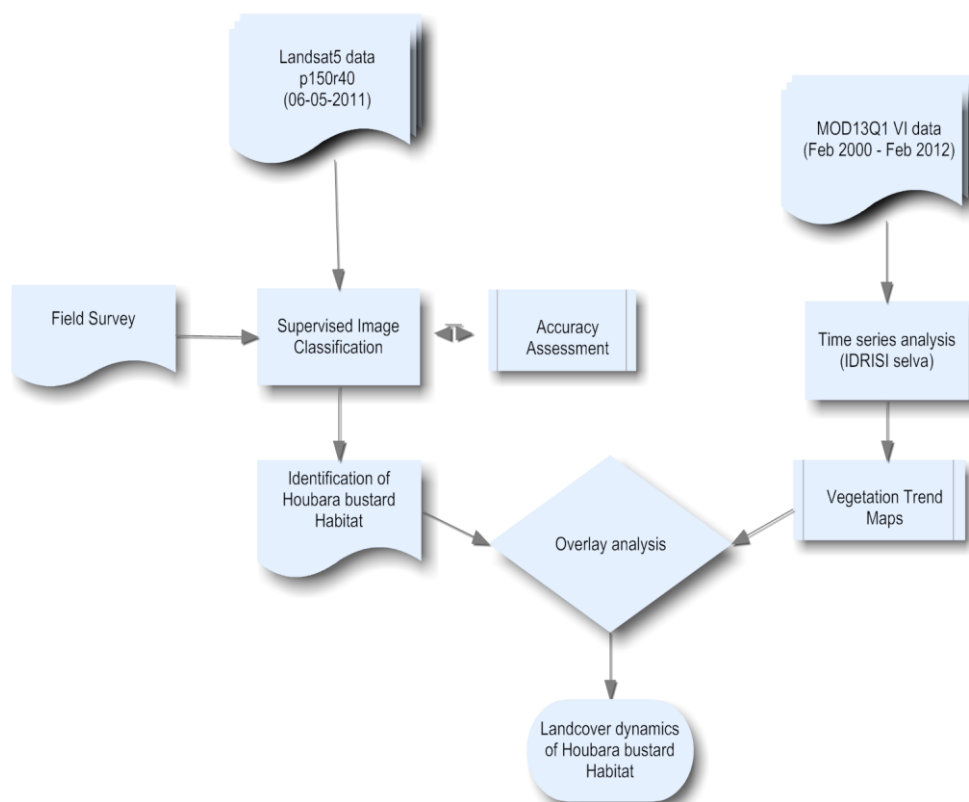 Landsat5 data
p150r40
(06-05-2011)
MOD13Q1 VI data
(Feb 2000 - Feb 2012)
Field Survey
Supervised Image
Classification
Accuracy
Assessment
Time series analysis
(IDRISI selva)
Identification of
Houbara bustard
Habitat
Overlay analysis
Vegetation Trend
Maps
Landcover dynamics
of Houbara bustard
Habitat